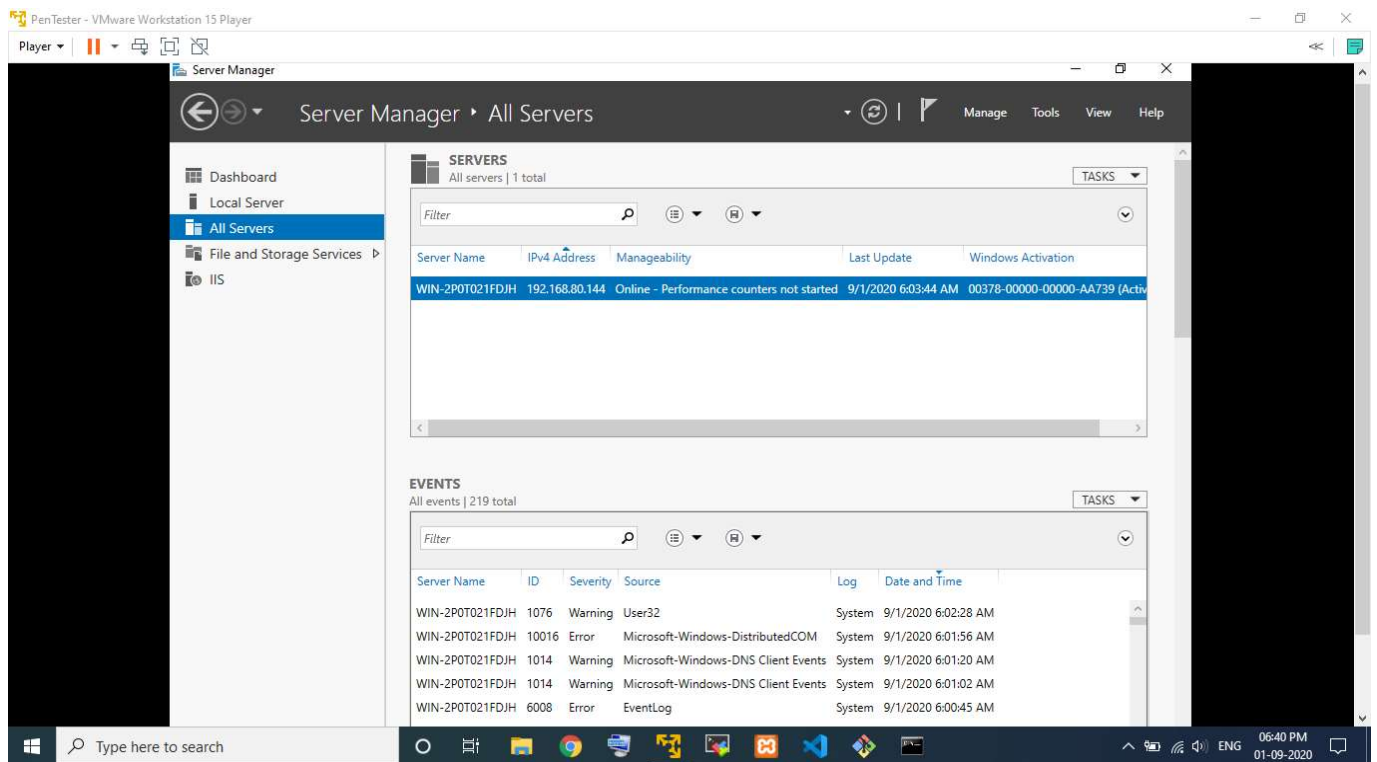 PenTester - VMware Workstation 15 Player
Player
Server Manager
Server Manager All Servers Manage Tools View Help
Dashboard
Local Server
All Servers
File and Storage Services
IIS
SERVERS
All servers | 1 total
TASKS
Filter
Server Name IPv4 Address Manageability Last Update Windows Activation
WIN-2P0T021FDJH 192.168.80.144 Online - Performance counters not started 9/1/2020 6:03:44 AM 00378-00000-00000-AA739 (Activ
EVENTS
All events | 219 total
TASKS
Filter
Server Name ID Severity Source Log Date and Time
WIN-2P0T021FDJH 1076 Warning User32 System 9/1/2020 6:02:28 AM
WIN-2P0T021FDJH 10016 Error Microsoft-Windows-DistributedCOM System 9/1/2020 6:01:56 AM
WIN-2P0T021FDJH 1014 Warning Microsoft-Windows-DNS Client Events System 9/1/2020 6:01:20 AM
WIN-2P0T021FDJH 1014 Warning Microsoft-Windows-DNS Client Events System 9/1/2020 6:01:02 AM
WIN-2P0T021FDJH 6008 Error EventLog System 9/1/2020 6:00:45 AM
Type here to search
ENG
06:40 PM
01-09-2020